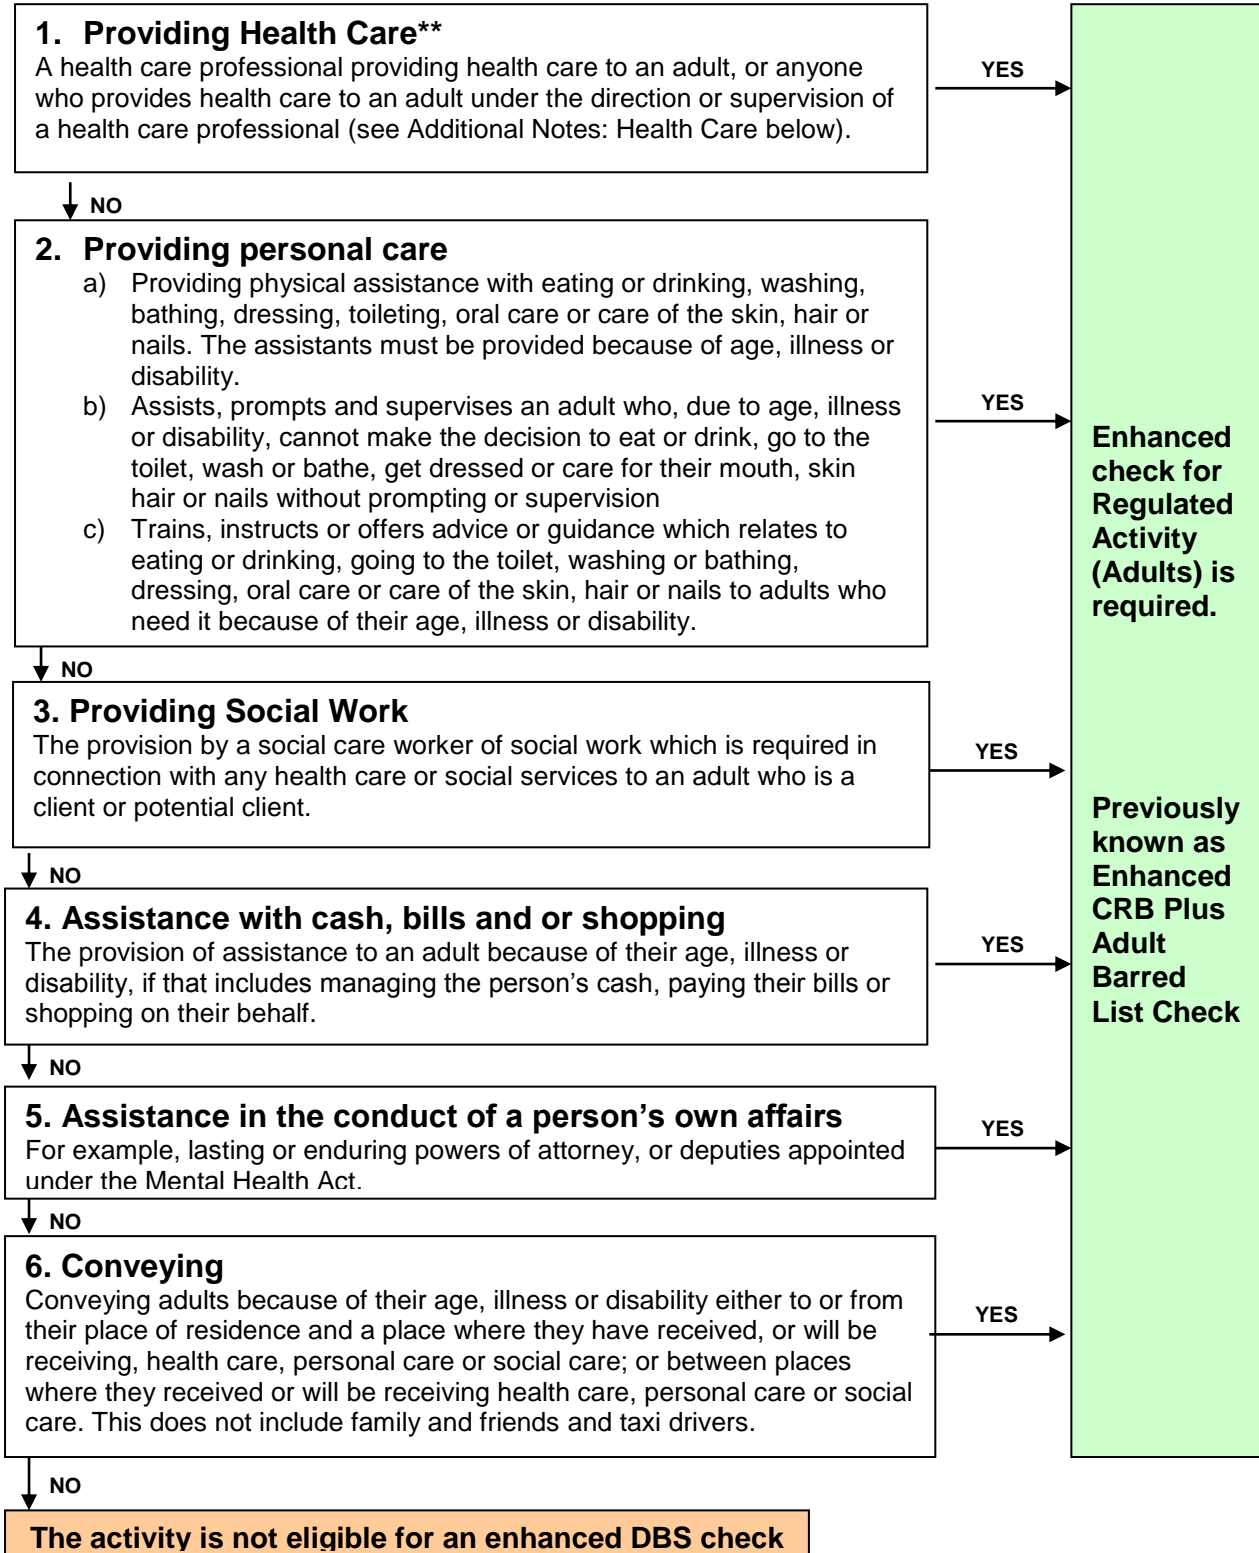 1. Providing Health Care**
A health care professional providing health care to an adult, or anyone
who provides health care to an adult under the direction or supervision of
a health care professional (see Additional Notes: Health Care below).
YES
NO
2. Providing personal care
a) Providing physical assistance with eating or drinking, washing,
bathing, dressing, toileting, oral care or care of the skin, hair or
nails. The assistants must be provided because of age, illness or
disability.
b) Assists, prompts and supervises an adult who, due to age, illness
or disability, cannot make the decision to eat or drink, go to the
toilet, wash or bathe, get dressed or care for their mouth, skin
hair or nails without prompting or supervision
c) Trains, instructs or offers advice or guidance which relates to
eating or drinking, going to the toilet, washing or bathing,
dressing, oral care or care of the skin, hair or nails to adults who
need it because of their age, illness or disability.
YES
NO
3. Providing Social Work
The provision by a social care worker of social work which is required in
connection with any health care or social services to an adult who is a
client or potential client.
YES
NO
4. Assistance with cash, bills and or shopping
The provision of assistance to an adult because of their age, illness or
disability, if that includes managing the person's cash, paying their bills or
shopping on their behalf.
YES
NO
5. Assistance in the conduct of a person's own affairs
For example, lasting or enduring powers of attorney, or deputies appointed
under the Mental Health Act.
YES
NO
6. Conveying
Conveying adults because of their age, illness or disability either to or from
their place of residence and a place where they have received, or will be
receiving, health care, personal care or social care; or between places
where they received or will be receiving health care, personal care or social
care. This does not include family and friends and taxi drivers.
YES
NO
The activity is not eligible for an enhanced DBS check
Enhanced
check for
Regulated
Activity
(Adults) is
required.
Previously
known as
Enhanced
CRB Plus
Adult
Barred
List Check